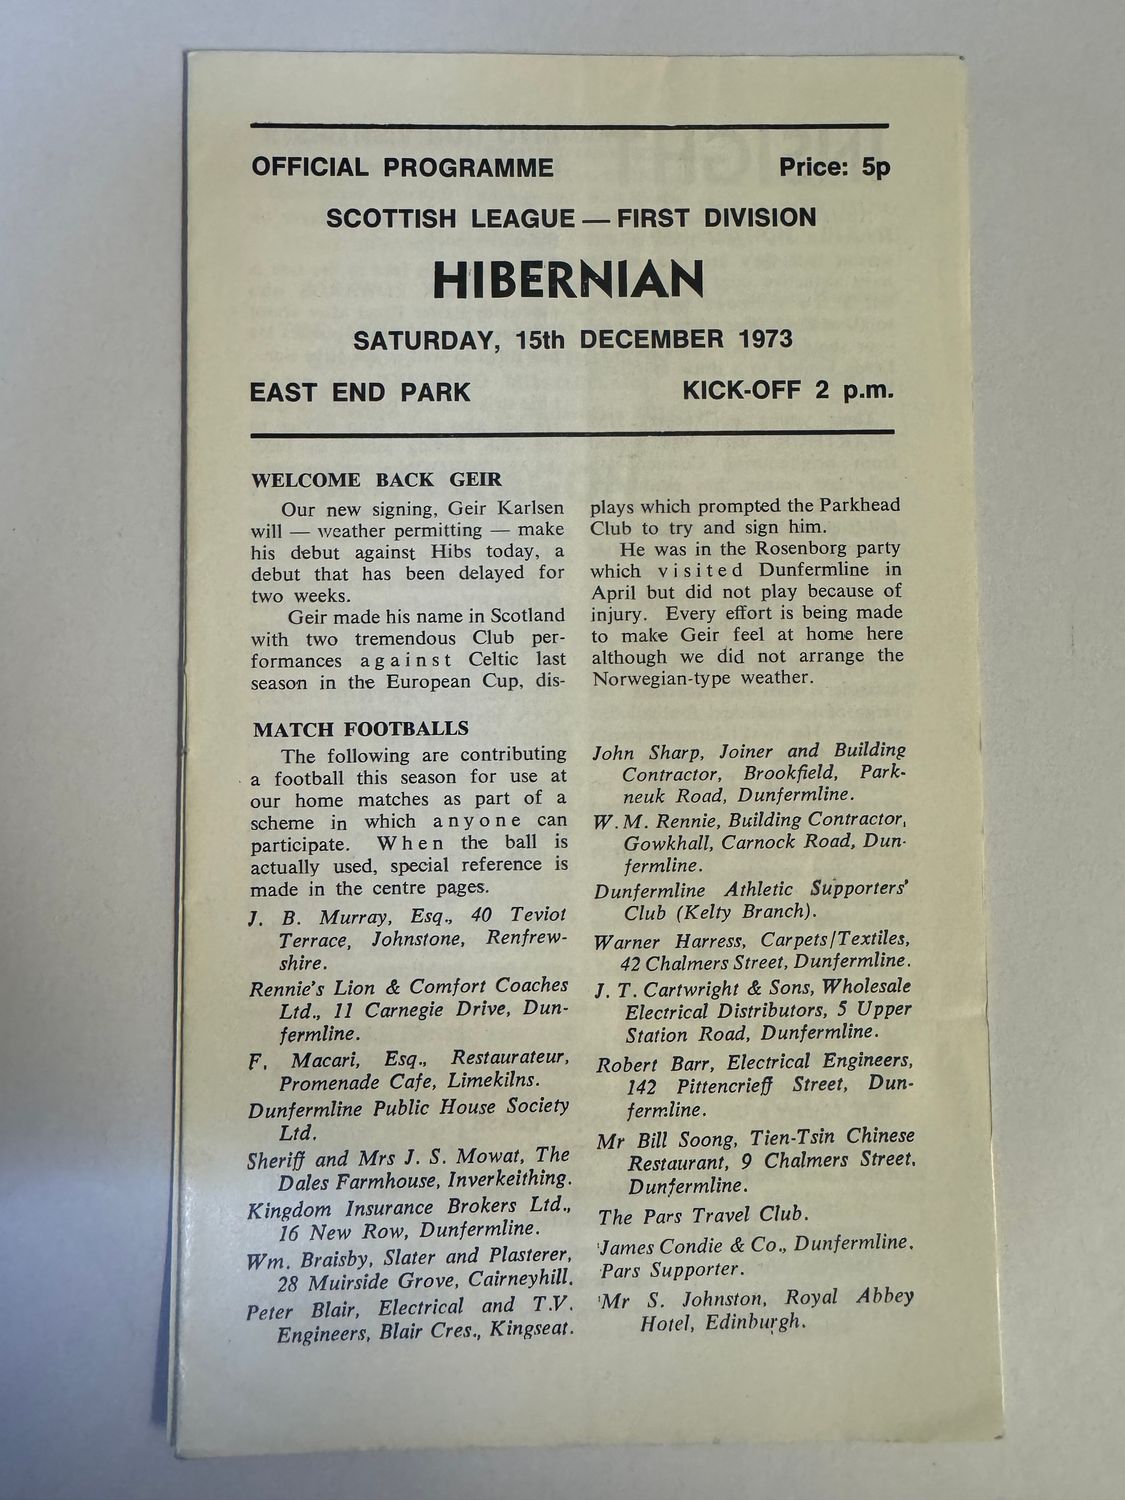 OFFICIAL PROGRAMME Price: 5p
SCOTTISH LEAGUE — FIRST DIVISION
HIBERNIAN
SATURDAY, 15th DECEMBER 1973
EAST END PARK KICK-OFF 2 p.m.
WELCOME BACK GEIR
Our new signing, Geir Karlsen
will — weather permitting — make
his debut against Hibs today, a
debut that has been delayed for
two weeks.
Geir made his name in Scotland
with two tremendous Club per-
formances against Celtic last
season in the European Cup, dis-
plays which prompted the Parkhead
Club to try and sign him.
He was in the Rosenborg party
which visited Dunfermline in
April but did not play because of
injury. Every effort is being made
to make Geir feel at home here
although we did not arrange the
Norwegian-type weather.
MATCH FOOTBALLS
The following are contributing
a football this season for use at
our home matches as part of a
scheme in which anyone can
participate. When the ball is
actually used, special reference is
made in the centre pages.
J. B. Murray, Esq., 40 Teviot
Terrace, Johnstone, Renfrew-
shire.
Rennie's Lion & Comfort Coaches
Ltd., 11 Carnegie Drive, Dun-
fermline.
F. Macari, Esq., Restaurateur,
Promenade Cafe, Limekilns.
Dunfermline Public House Society
Ltd.
Sheriff and Mrs J. S. Mowat, The
Dales Farmhouse, Inverkeithing.
Kingdom Insurance Brokers Ltd.,
16 New Row, Dunfermline.
Wm. Braisby, Slater and Plasterer,
28 Muirside Grove, Cairneyhill.
Peter Blair, Electrical and T.V.
Engineers, Blair Cres., Kingseat.
John Sharp, Joiner and Building
Contractor, Brookfield, Park-
neuk Road, Dunfermline.
W. M. Rennie, Building Contractor,
Gowkhall, Carnock Road, Dun-
fermline.
Dunfermline Athletic Supporters'
Club (Kelty Branch).
Warner Harress, Carpets/Textiles,
42 Chalmers Street, Dunfermline.
J. T. Cartwright & Sons, Wholesale
Electrical Distributors, 5 Upper
Station Road, Dunfermline.
Robert Barr, Electrical Engineers,
142 Pittencrieff Street, Dun-
fermline.
Mr Bill Soong, Tien-Tsin Chinese
Restaurant, 9 Chalmers Street,
Dunfermline.
The Pars Travel Club.
James Condie & Co., Dunfermline.
Pars Supporter.
Mr S. Johnston, Royal Abbey
Hotel, Edinburgh.